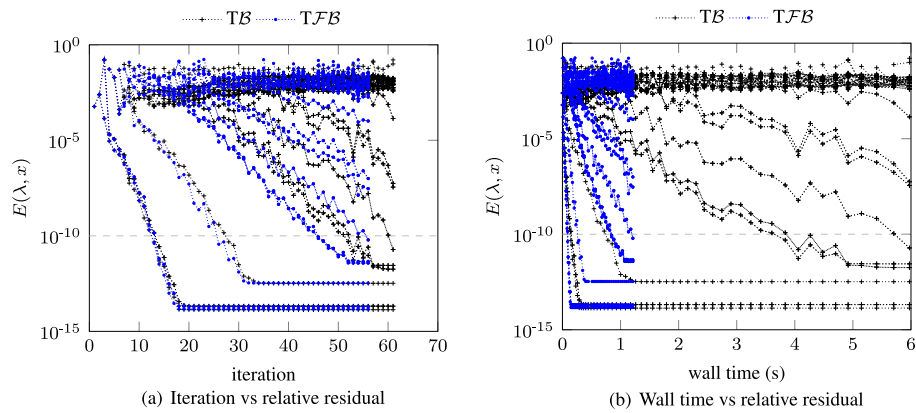 TB TFB
TB TFB
10^0
10^-5
10^-10
10^-15
E(λ, x)
0 10 20 30 40 50 60 70
iteration
(a) Iteration vs relative residual
10^0
10^-5
10^-10
10^-15
E(λ, x)
0 1 2 3 4 5 6
wall time (s)
(b) Wall time vs relative residual